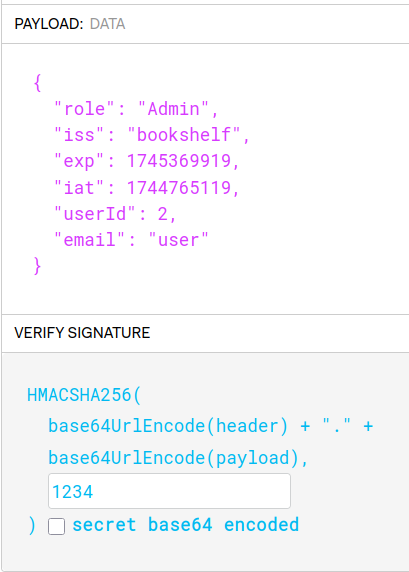 PAYLOAD: DATA
{
"role": "Admin",
"iss": "bookshelf",
"exp": 1745369919,
"iat": 1744765119,
"userId": 2,
"email": "user"
}
VERIFY SIGNATURE
HMACSHA256(
base64UrlEncode(header) + "." +
base64UrlEncode(payload),
1234
) secret base64 encoded